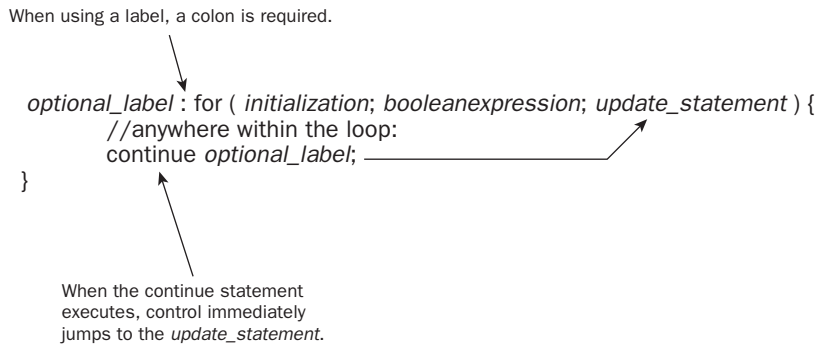 When using a label, a colon is required.
optional_label : for ( initialization; booleanexpression; update_statement ) {
//anywhere within the loop:
continue optional_label;
}
When the continue statement
executes, control immediately
jumps to the update_statement.